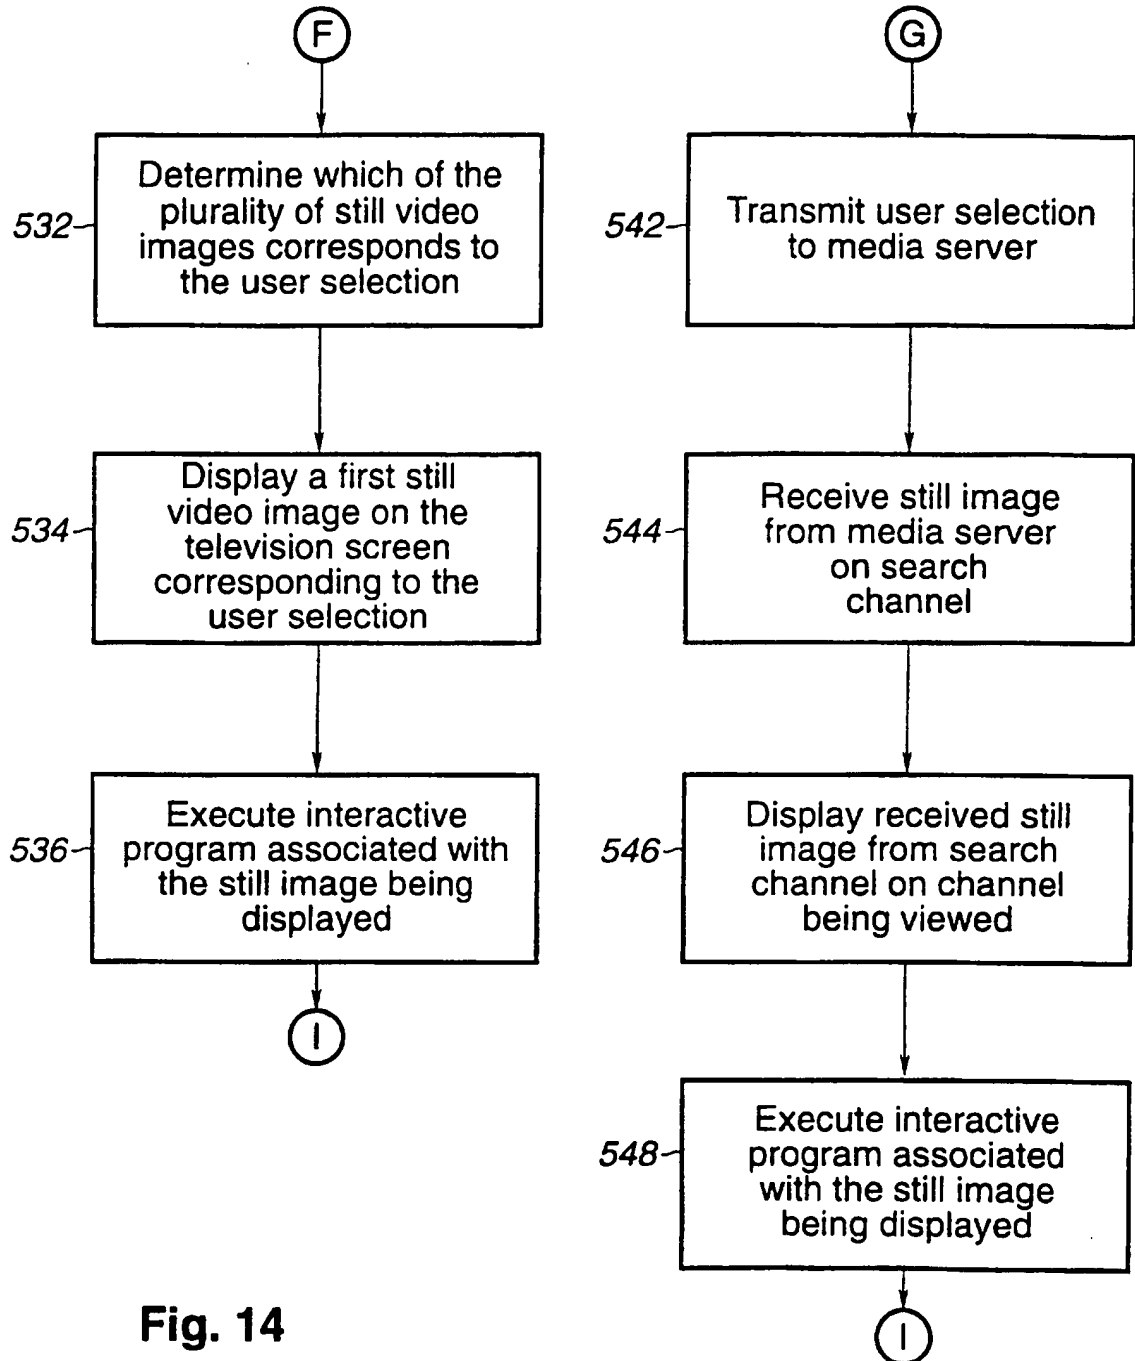 F
532
Determine which of the
plurality of still video
images corresponds to
the user selection
534
Display a first still
video image on the
television screen
corresponding to the
user selection
536
Execute interactive
program associated with
the still image being
displayed
I
G
542
Transmit user selection
to media server
544
Receive still image
from media server
on search
channel
546
Display received still
image from search
channel on channel
being viewed
548
Execute interactive
program associated
with the still image
being displayed
I
Fig. 14